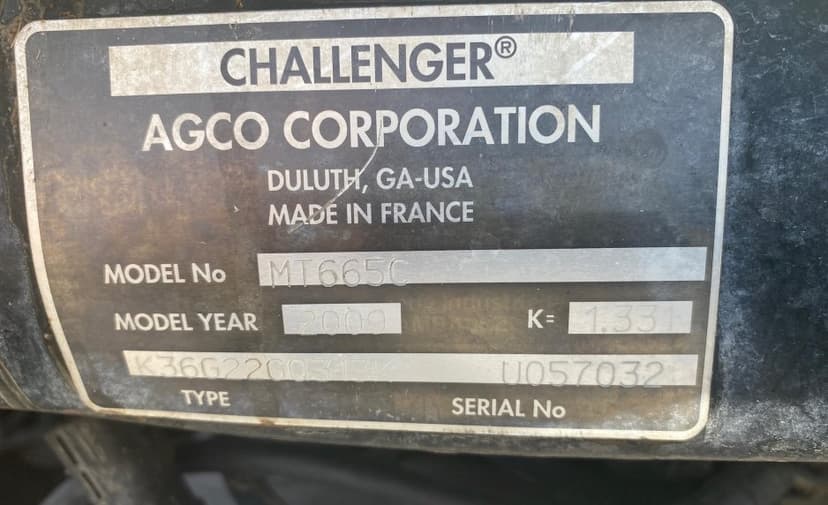 CHALLENGER®
AGCO CORPORATION
DULUTH, GA-USA
MADE IN FRANCE
MODEL No MT665C
MODEL YEAR 2009 K= 1.33
U057032
TYPE SERIAL No